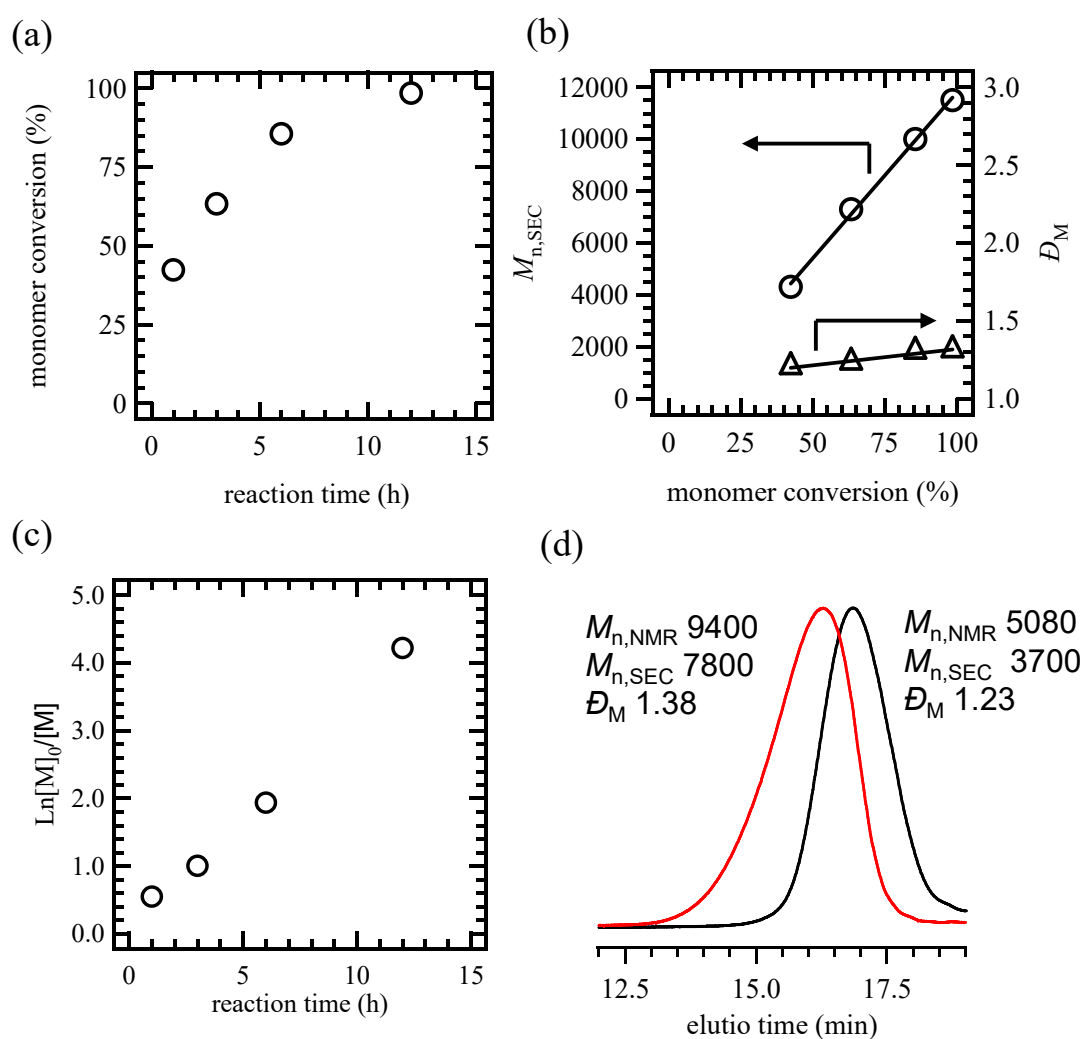 (a)
monomer conversion (%)
100
75
50
25
0
0 5 10 15
reaction time (h)
(b)
M n,SEC
12000
10000
8000
6000
4000
2000
0
3.0
2.5
2.0
1.5
1.0
Đ M
0 25 50 75 100
monomer conversion (%)
(c)
Ln[M]0/[M]
5.0
4.0
3.0
2.0
1.0
0.0
0 5 10 15
reaction time (h)
(d)
Mn,NMR 9400
Mn,SEC 7800
ĐM 1.38
Mn,NMR 5080
Mn,SEC 3700
ĐM 1.23
12.5 15.0 17.5
elutio time (min)